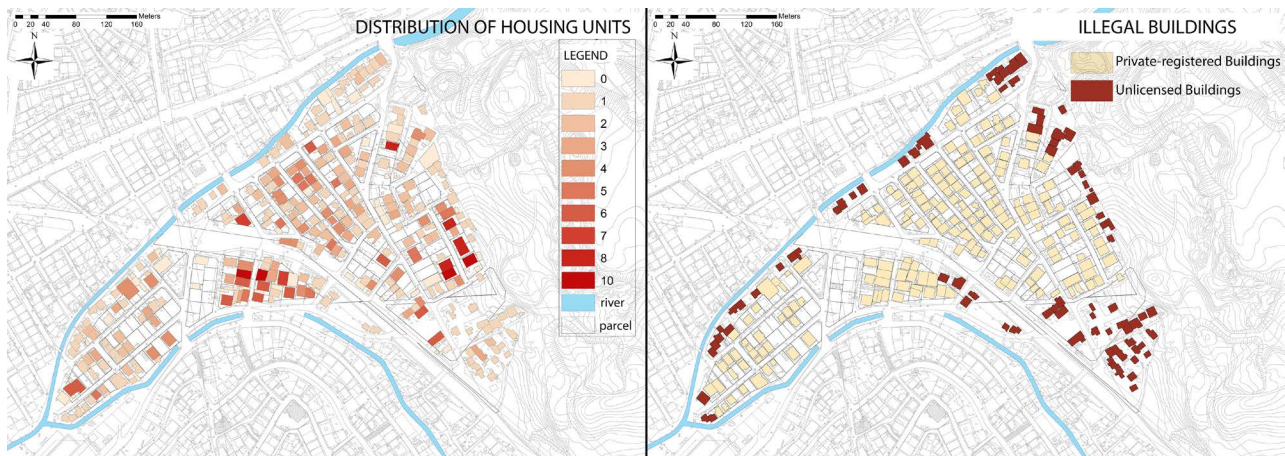 0 20 40 80 120 160
Meters
N
DISTRIBUTION OF HOUSING UNITS
LEGEND
0
1
2
3
4
5
6
7
8
10
river
parcel
0 20 40 80 120 160
Meters
N
ILLEGAL BUILDINGS
Private-registered Buildings
Unlicensed Buildings